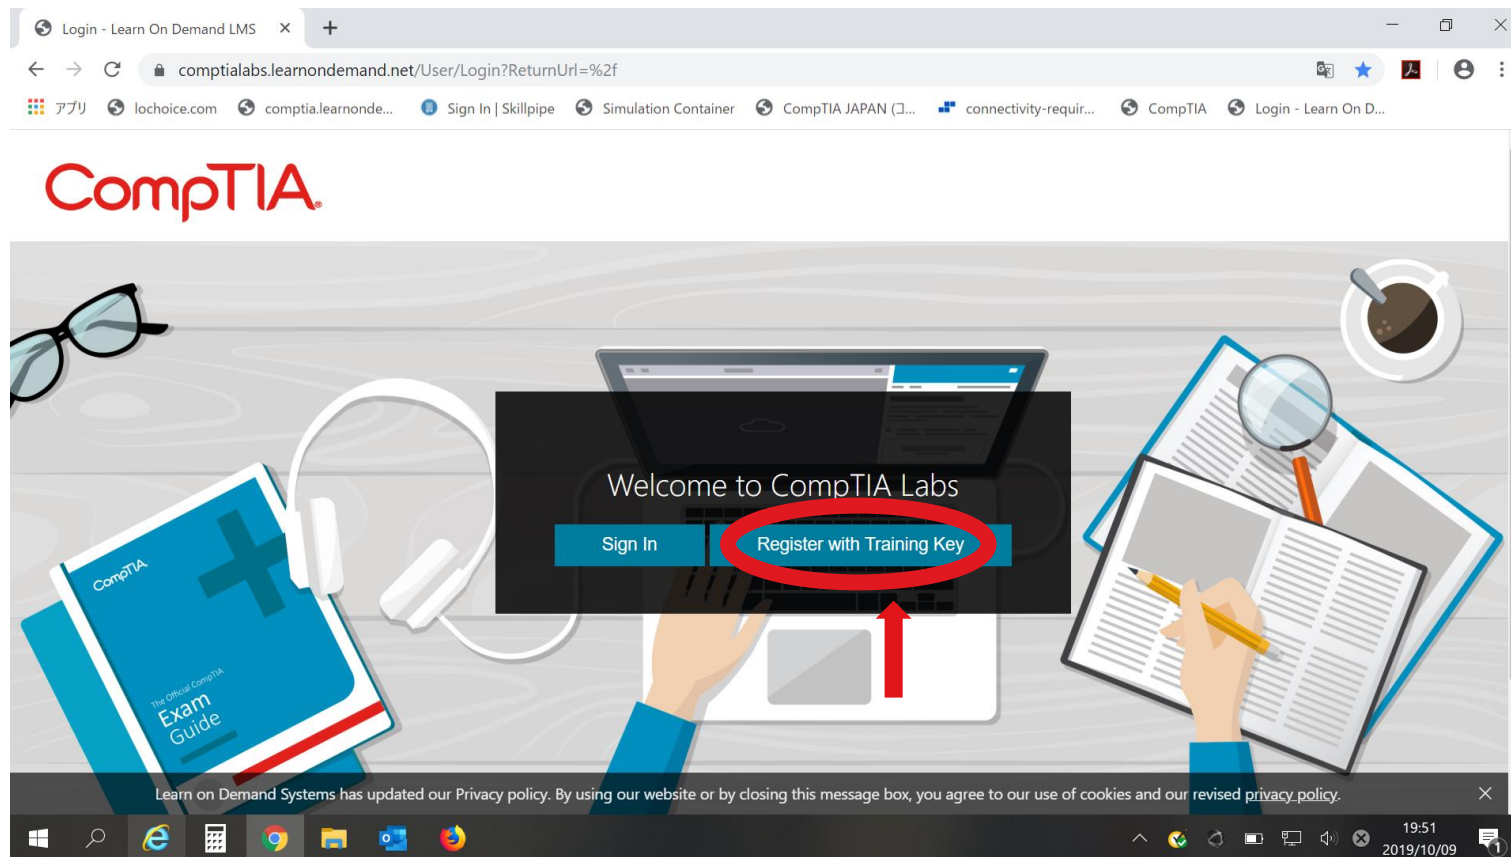 Login - Learn On Demand LMS
comptialabs.learnondemand.net/User/Login?ReturnUrl=%2f
アプリ lochoice.com comptia.learnonde... Sign In | Skillpipe Simulation Container CompTIA JAPAN (コ... connectivity-requir... CompTIA Login - Learn On D...
CompTIA.
Welcome to CompTIA Labs
Sign In Register with Training Key
CompTIA.
The Official CompTIA
Exam
Guide
Learn on Demand Systems has updated our Privacy policy. By using our website or by closing this message box, you agree to our use of cookies and our revised privacy policy.
19:51
2019/10/09
1